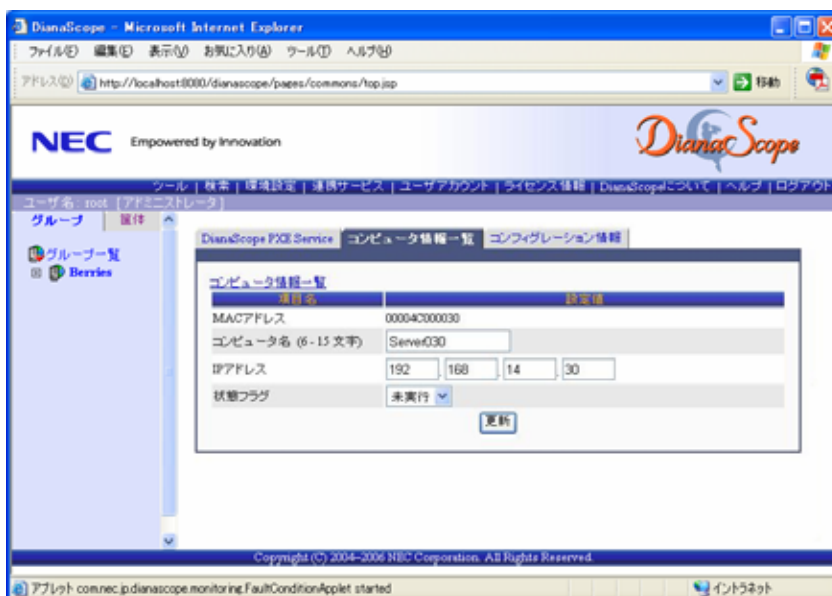 DianaScope - Microsoft Internet Explorer
ファイル(F) 編集(E) 表示(V) お気に入り(A) ツール(T) ヘルプ(H)
アドレス(D) http://localhost:8080/dianascope/pages/commons/top.jsp 移動
NEC Empowered by Innovation DianaScope
ツール | 検索 | 環境設定 | 連携サービス | ユーザアカウント | ライセンス情報 | DianaScopeについて | ヘルプ | ログアウト
ユーザ名 : root [アドミニストレータ]
グループ 筐体
グループ一覧
Berries
DianaScope PXE Service コンピュータ情報一覧 コンフィグレーション情報
コンピュータ情報一覧
項目名 設定値
MACアドレス 00004C000030
コンピュータ名 (6 - 15 文字) Server030
IPアドレス 192 . 168 . 14 . 30
状態フラグ 未実行
更新
Copyright (C) 2004-2006 NEC Corporation. All Rights Reserved.
アプレット com.nec.jp.dianascope.monitoring.FaultConditionApplet started イントラネット